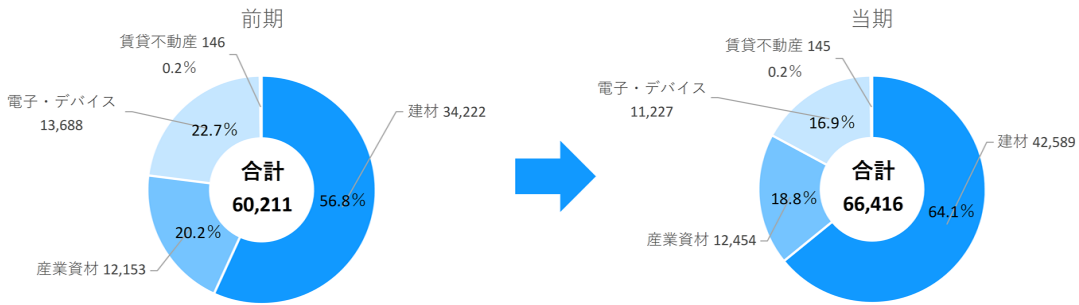 前期
賃貸不動産 146
0.2%
電子・デバイス
13,688
22.7%
建材 34,222
合計
60,211
56.8%
20.2%
産業資材 12,153
当期
賃貸不動産 145
0.2%
電子・デバイス
11,227
16.9%
建材 42,589
合計
66,416
18.8%
64.1%
産業資材 12,454